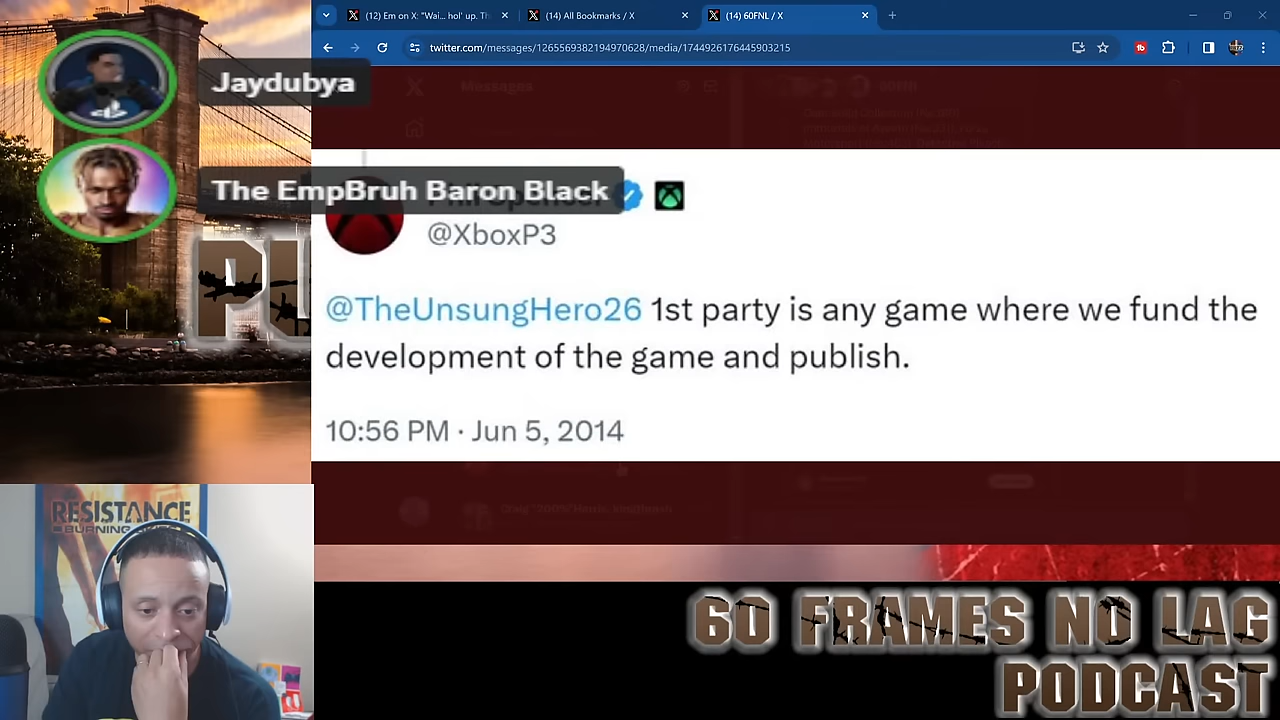 (12) Em on X: "Wai... hol' up. Th
(14) All Bookmarks / X
(14) 60FNL / X
twitter.com/messages/1265569382194970628/media/1744926176445903215
Messages
Jaydubya
The EmpBruh Baron Black
@XboxP3
@TheUnsungHero26 1st party is any game where we fund the
development of the game and publish.
10:56 PM · Jun 5, 2014
RESISTANCE
BURNING SKIES
60 FRAMES NO LAG
PODCAST